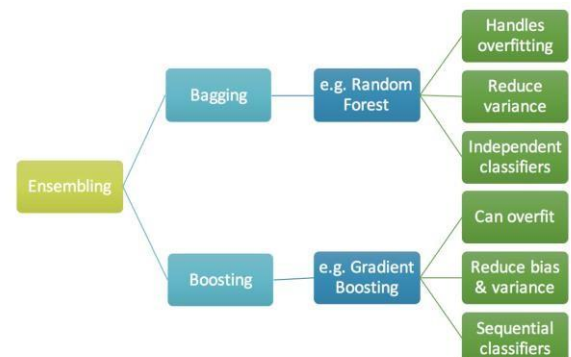 Ensembling
Bagging
e.g. Random
Forest
Handles
overfitting
Reduce
variance
Independent
classifiers
Boosting
e.g. Gradient
Boosting
Can overfit
Reduce bias
& variance
Sequential
classifiers